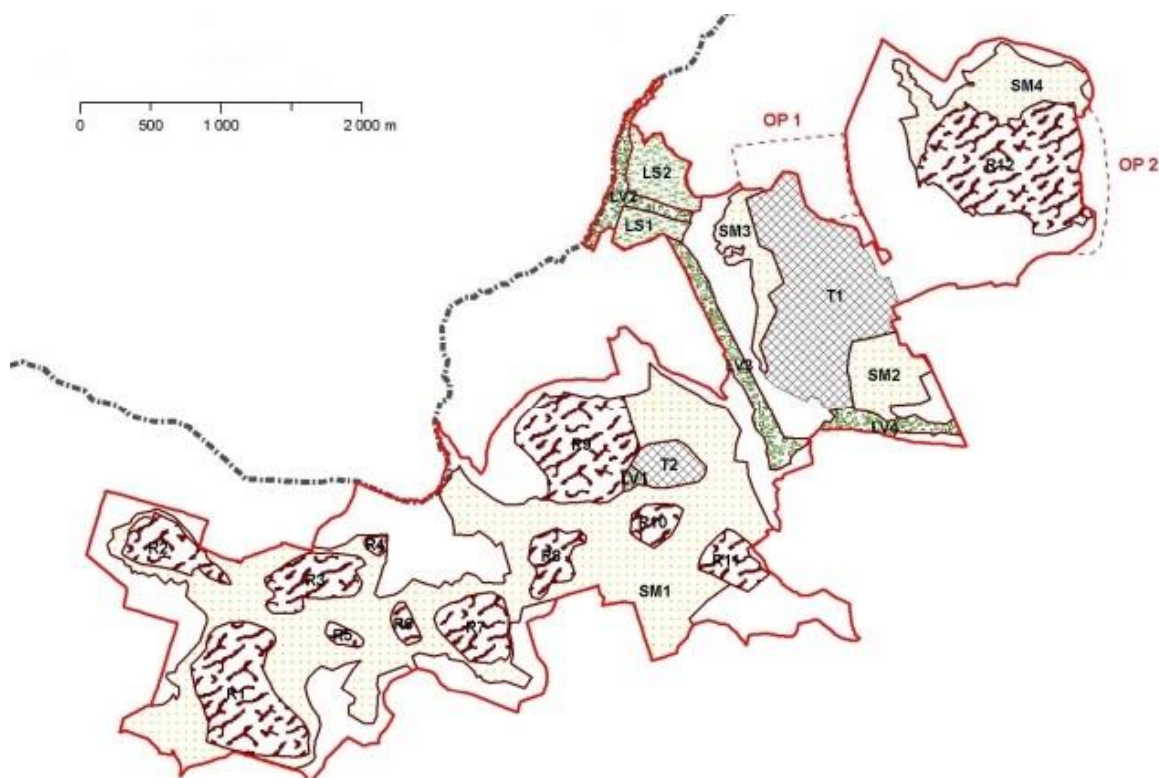 SM4
0 500 1 000 2 000 m
OP 1
OP 2
R12
LS2
LV2
LS1
SM3
T1
LV3
SM2
LV4
R9
T2
LV1
R10
R2
R4
R8
R11
R3
SM1
R6
R7
R5
R1